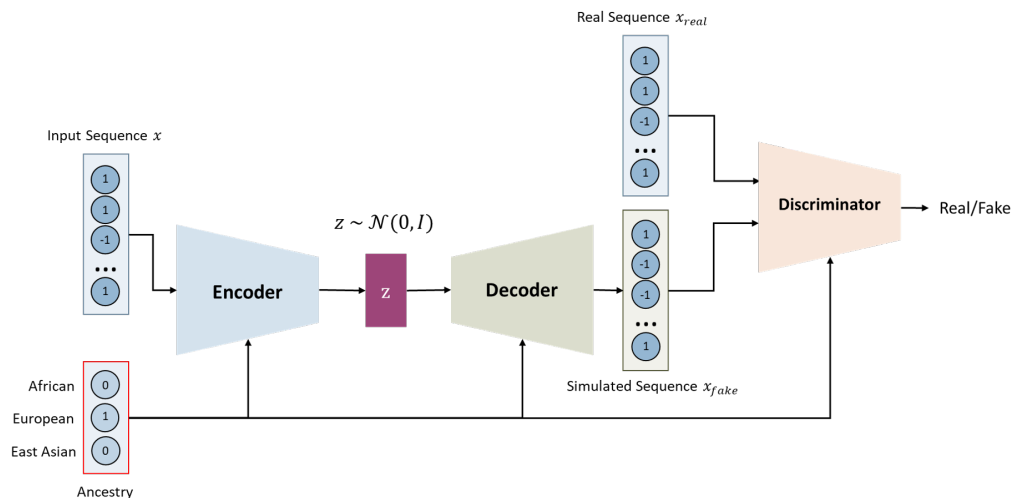 Real Sequence x_real
1
1
-1
...
1
Input Sequence x
1
1
-1
...
1
z ~ 𝒩(0, I)
Encoder
z
Decoder
1
-1
-1
...
1
Simulated Sequence x_fake
Discriminator
Real/Fake
African
0
European
1
East Asian
0
Ancestry